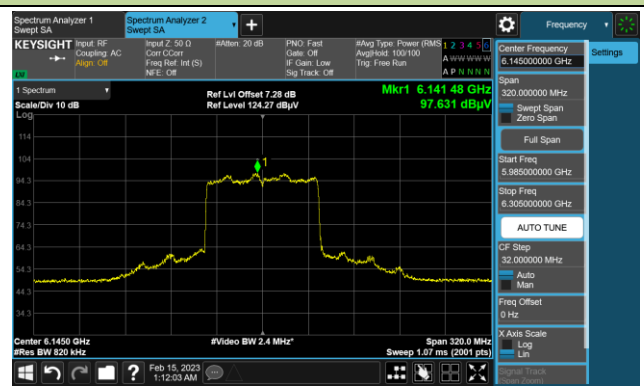 Spectrum Analyzer 1
Swept SA
Spectrum Analyzer 2
Swept SA
Frequency
KEYSIGHT
Input: RF
Coupling: AC
Align: Off
Input Z: 50 Ω
Corr CCorr
Freq Ref: Int (S)
NFE: Off
#Atten: 20 dB
PNO: Fast
Gate: Off
IF Gain: Low
Sig Track: Off
#Avg Type: Power (RMS
Avg|Hold: 100/100
Trig: Free Run
1 2 3 4 5 6
A W W W W W
A P N N N N
LW
1 Spectrum
Scale/Div 10 dB
Log
Ref Lvl Offset 7.28 dB
Ref Level 124.27 dBµV
Mkr1 6.141 48 GHz
97.631 dBµV
114
104
94.3
84.3
74.3
64.3
54.3
44.3
34.3
1
Center 6.1450 GHz
#Res BW 820 kHz
#Video BW 2.4 MHz*
Span 320.0 MHz
Sweep 1.07 ms (2001 pts)
Feb 15, 2023
1:12:03 AM
Center Frequency
6.145000000 GHz
Settings
Span
320.000000 MHz
Swept Span
Zero Span
Full Span
Start Freq
5.985000000 GHz
Stop Freq
6.305000000 GHz
AUTO TUNE
CF Step
32.000000 MHz
Auto
Man
Freq Offset
0 Hz
X Axis Scale
Log
Lin
Signal Track
(Span Zoom)